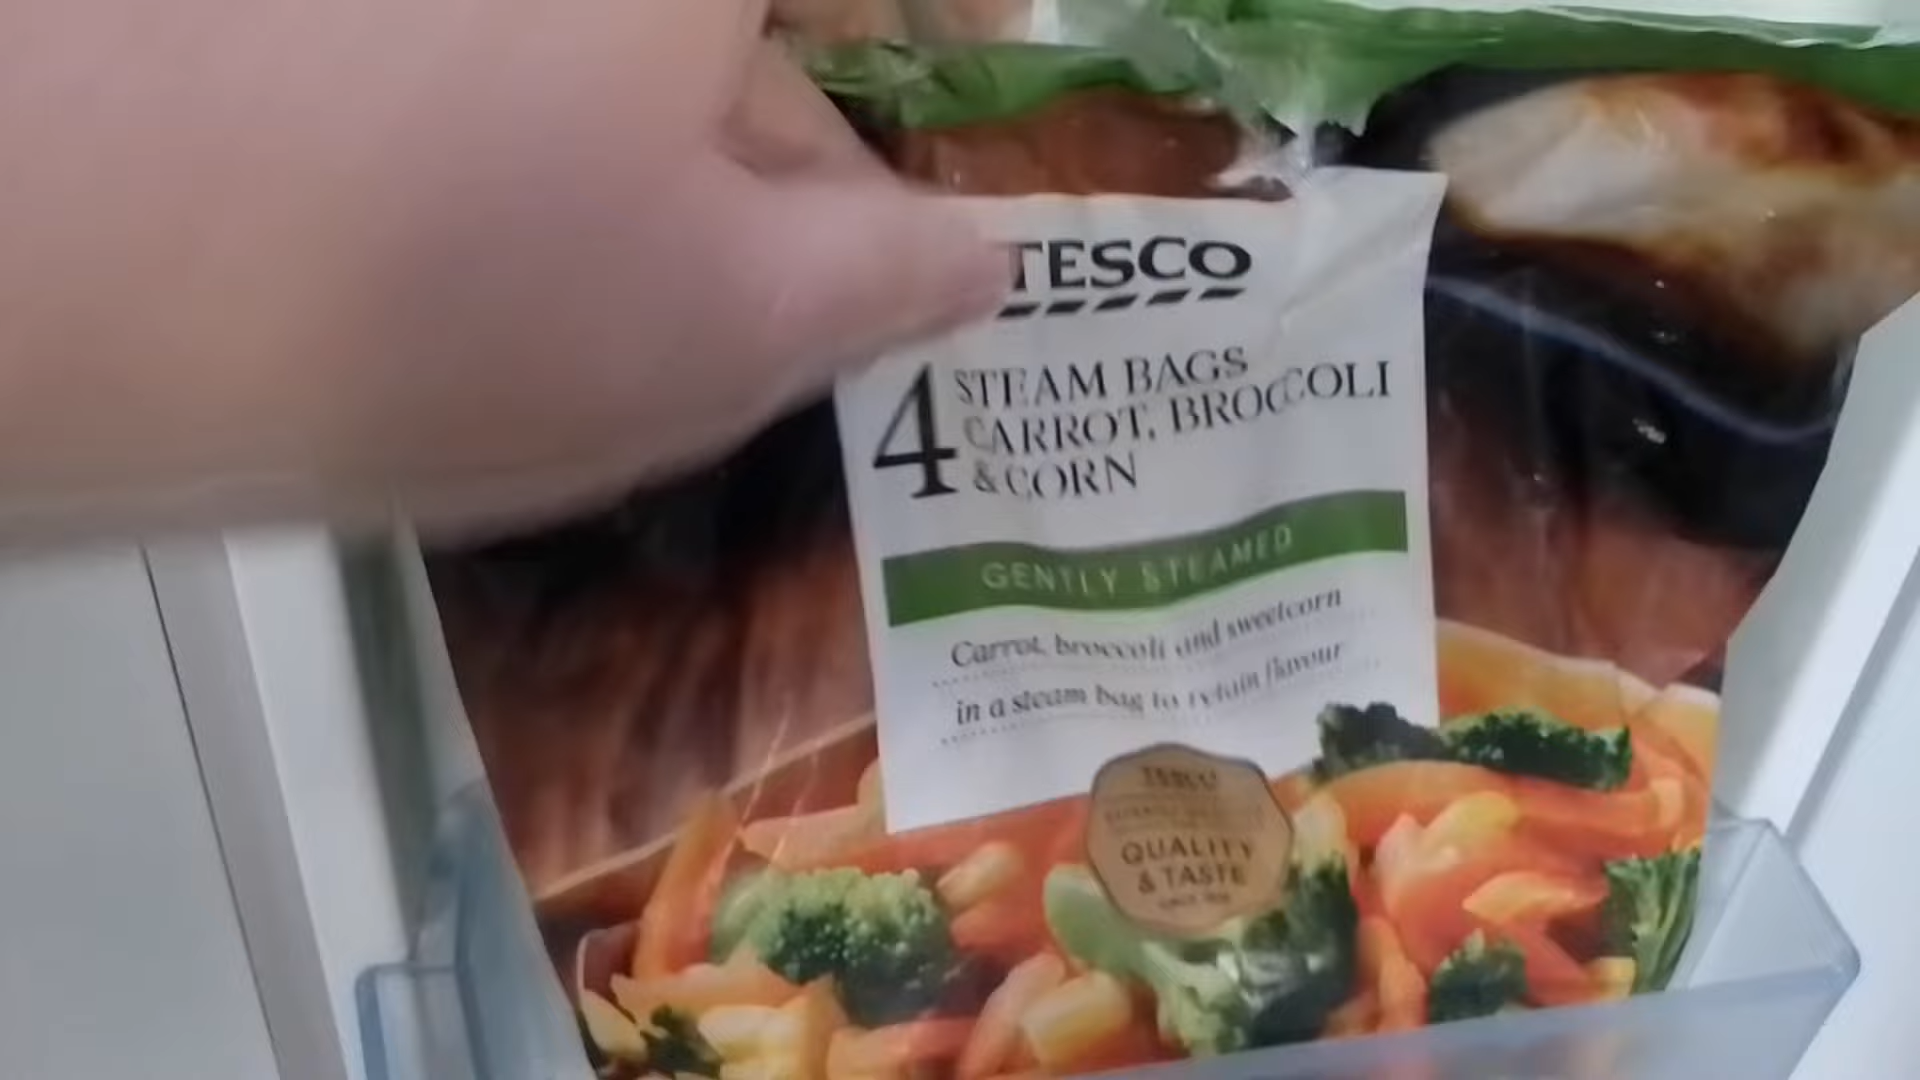 TESCO
4 STEAM BAGS
CARROT, BROCCOLI
& CORN
GENTLY STEAMED
Carrot, broccoli and sweetcorn
in a steam bag to retain flavour
TESCO
QUALITY
& TASTE